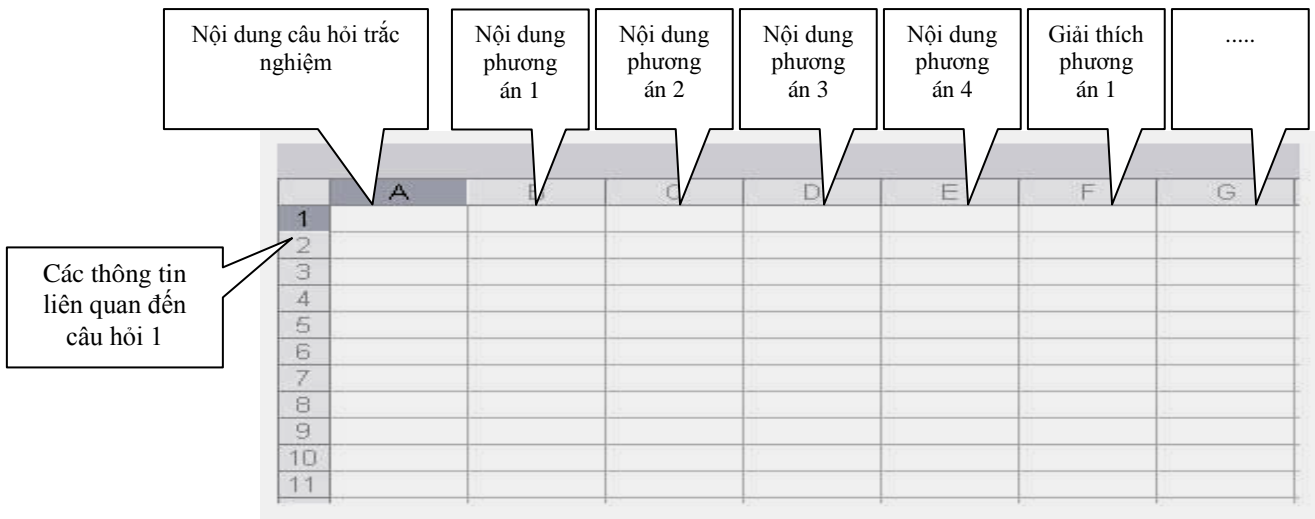 Nội dung câu hỏi trắc
nghiệm
Nội dung
phương
án 1
Nội dung
phương
án 2
Nội dung
phương
án 3
Nội dung
phương
án 4
Giải thích
phương
án 1
.....
A B C D E F G
1
2
3
4
5
6
7
8
9
10
11
Các thông tin
liên quan đến
câu hỏi 1